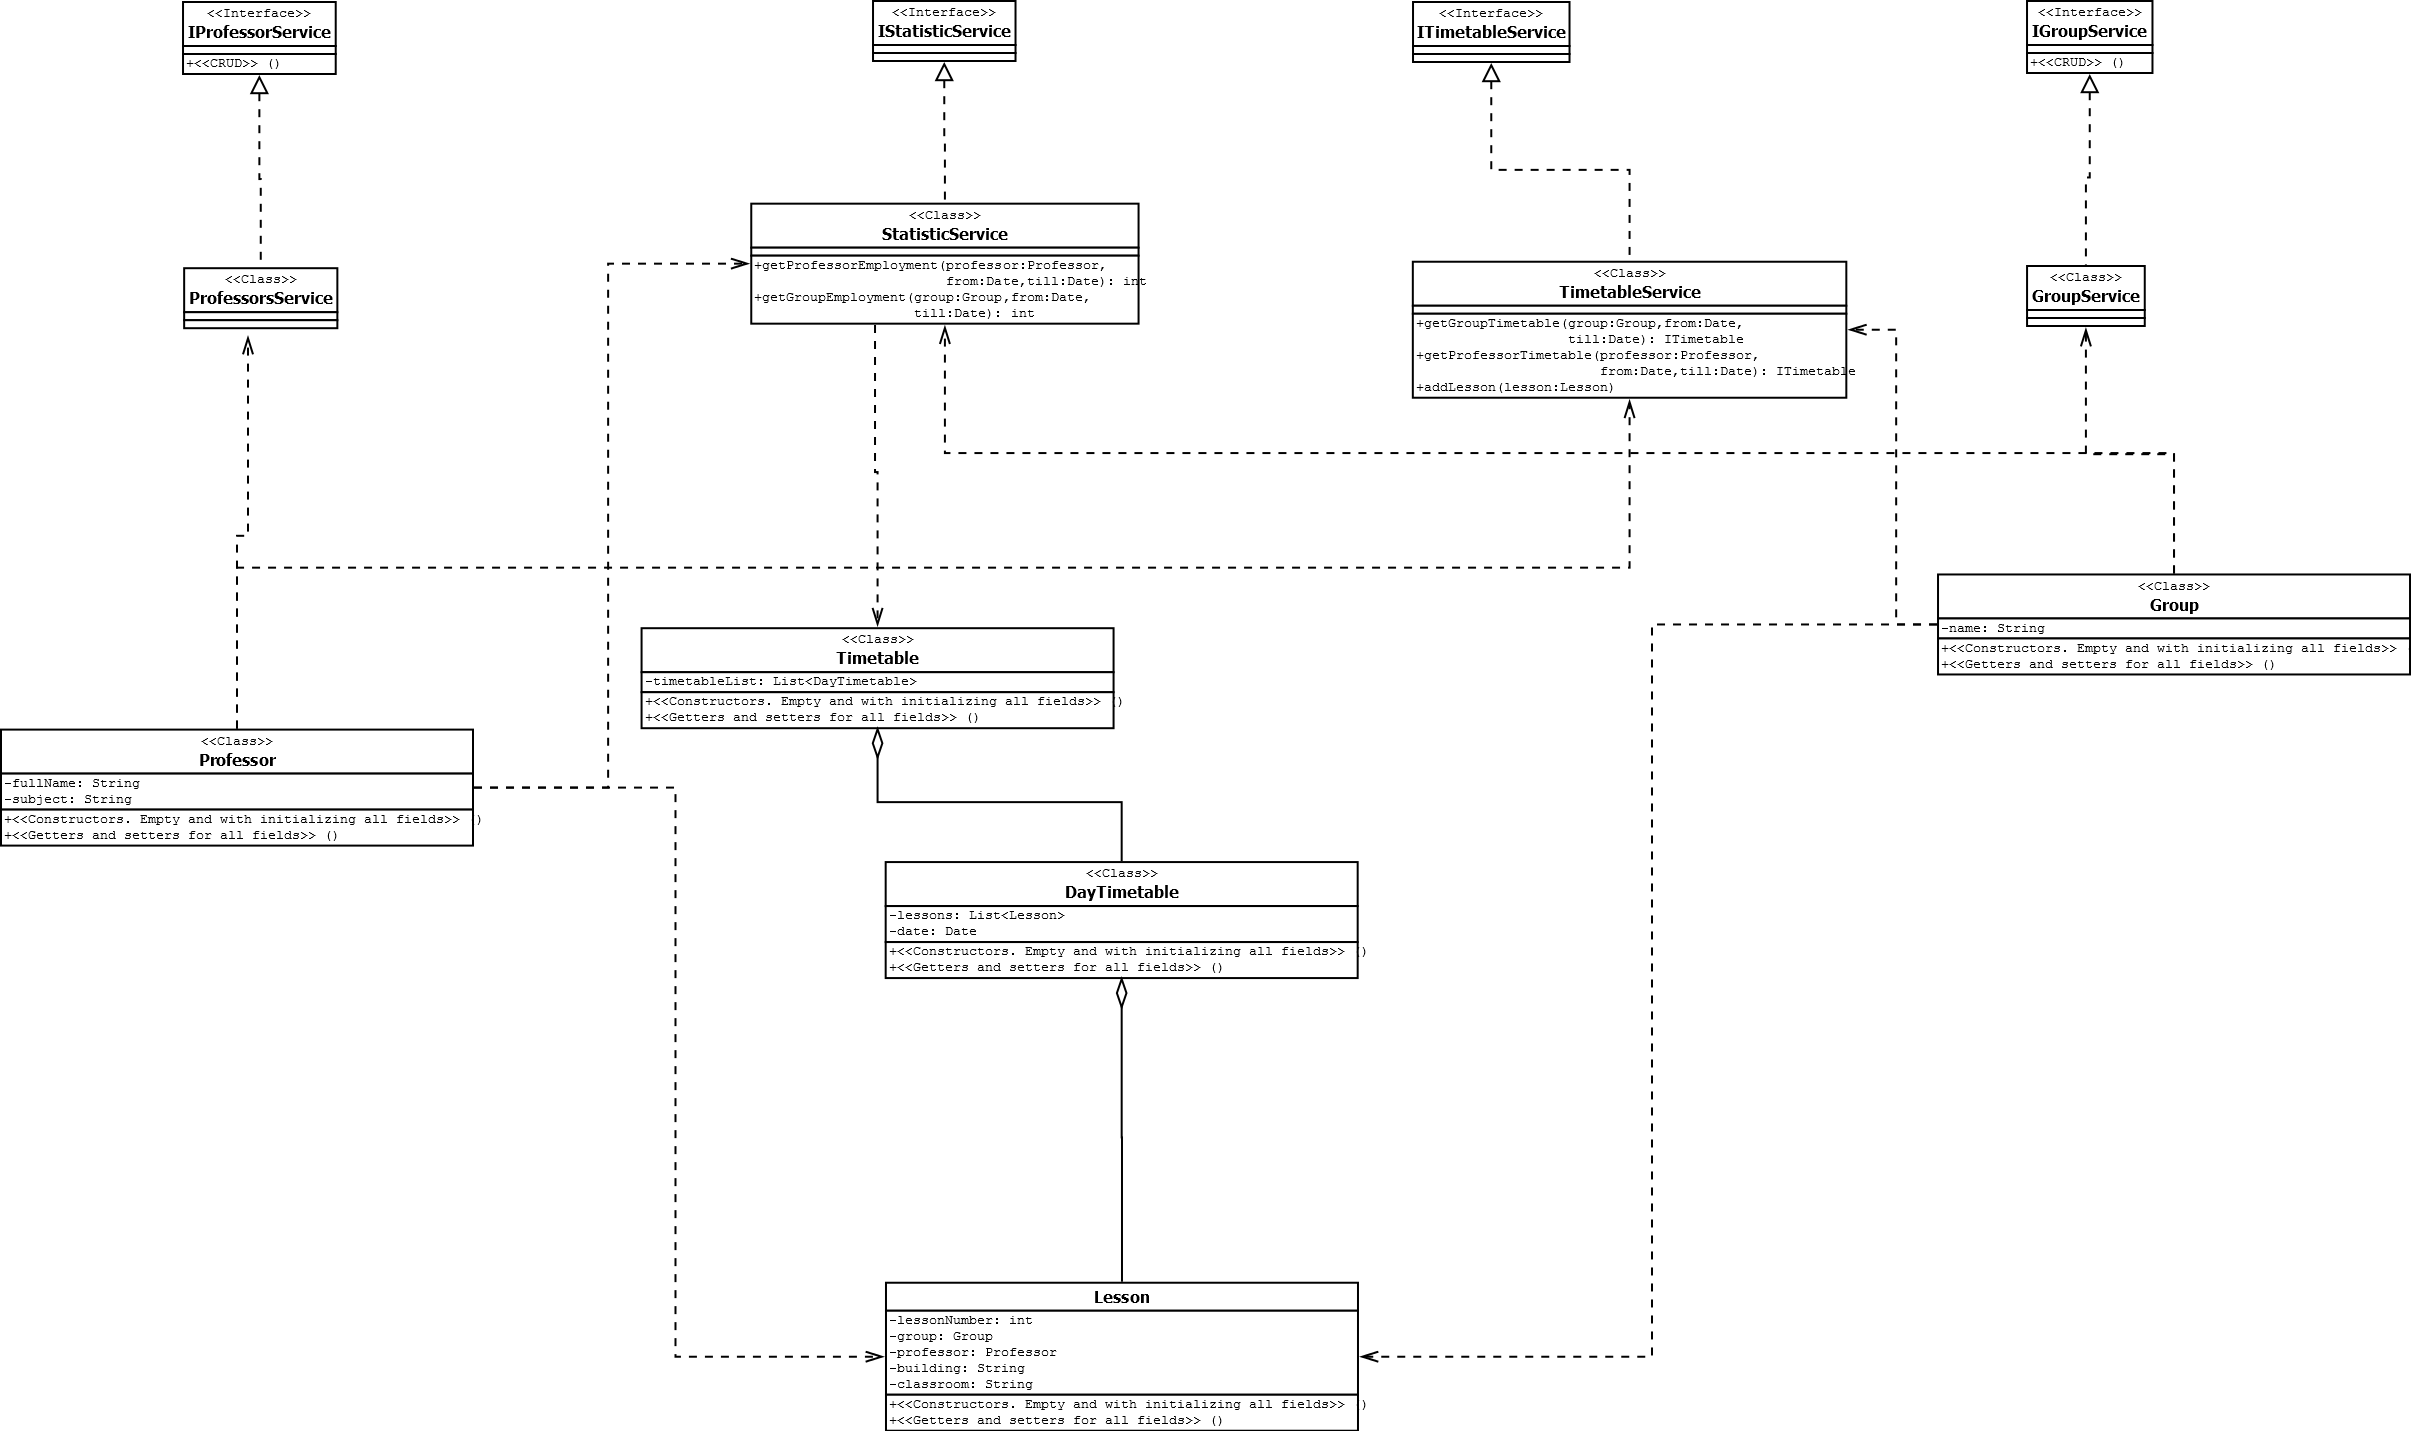 <<Interface>>
IProfessorService
+<<CRUD>> ()
<<Interface>>
IStatisticService
<<Interface>>
ITimetableService
<<Interface>>
IGroupService
+<<CRUD>> ()
<<Class>>
ProfessorsService
<<Class>>
StatisticService
+getProfessorEmployment(professor:Professor,
from:Date,till:Date): int
+getGroupEmployment(group:Group,from:Date,
till:Date): int
<<Class>>
TimetableService
+getGroupTimetable(group:Group,from:Date,
till:Date): ITimetable
+getProfessorTimetable(professor:Professor,
from:Date,till:Date): ITimetable
+addLesson(lesson:Lesson)
<<Class>>
GroupService
<<Class>>
Group
-name: String
+<<Constructors. Empty and with initializing all fields>>
+<<Getters and setters for all fields>> ()
<<Class>>
Timetable
-timetableList: List<DayTimetable>
+<<Constructors. Empty and with initializing all fields>> ()
+<<Getters and setters for all fields>> ()
<<Class>>
Professor
-fullName: String
-subject: String
+<<Constructors. Empty and with initializing all fields>> ()
+<<Getters and setters for all fields>> ()
<<Class>>
DayTimetable
-lessons: List<Lesson>
-date: Date
+<<Constructors. Empty and with initializing all fields>> ()
+<<Getters and setters for all fields>> ()
Lesson
-lessonNumber: int
-group: Group
-professor: Professor
-building: String
-classroom: String
+<<Constructors. Empty and with initializing all fields>> ()
+<<Getters and setters for all fields>> ()